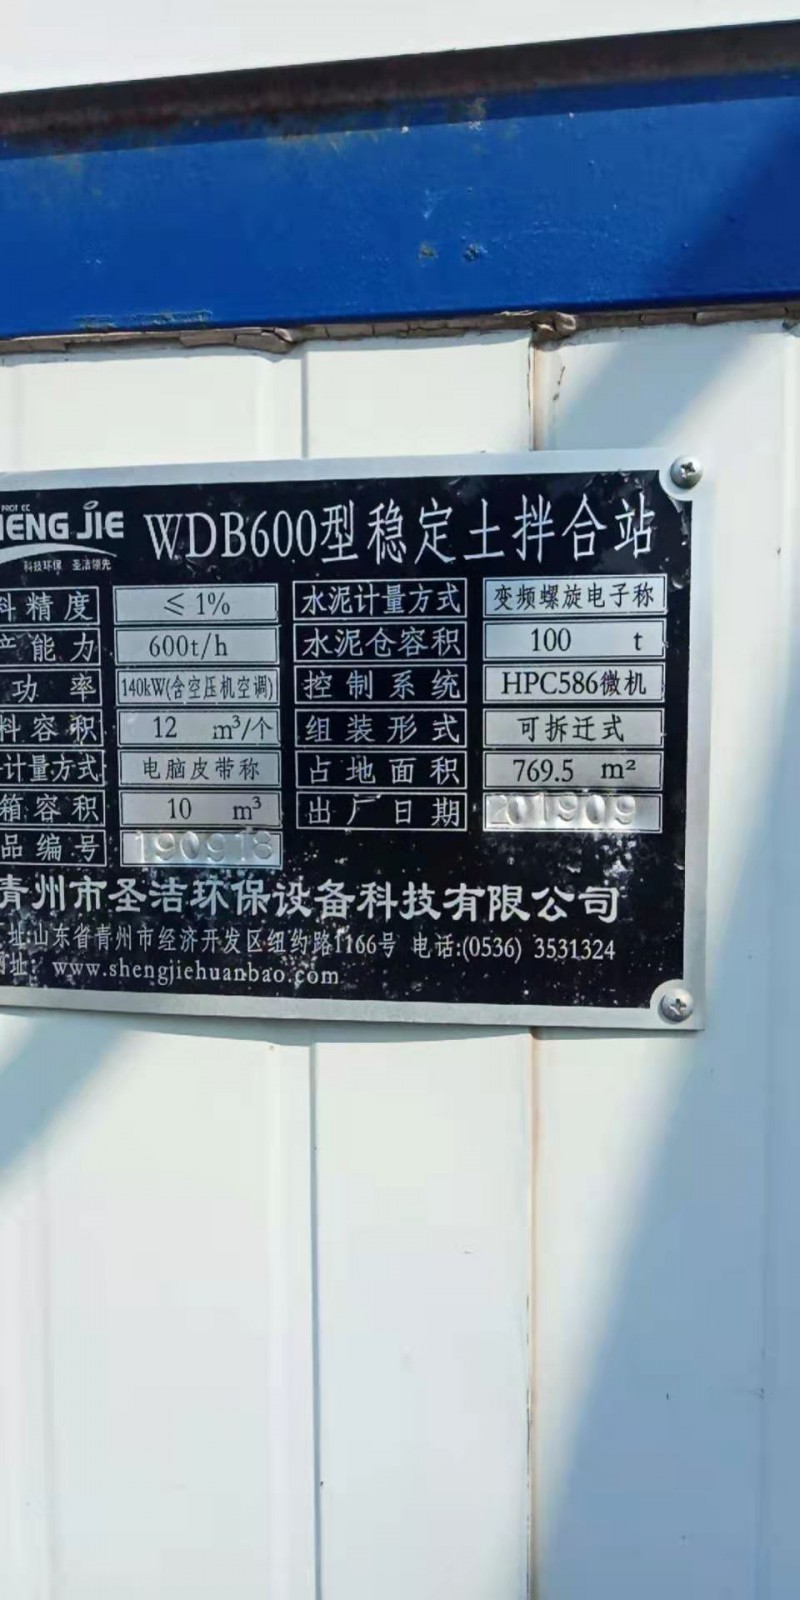 HENG JIE
科技环保 圣洁领先
WDB600型稳定土拌合站
料精度 ≤1% 水泥计量方式 变频螺旋电子称
产能力 600t/h 水泥仓容积 100 t
功率 140kW(含空压机空调) 控制系统 HPC586微机
料容积 12 m³/个 组装形式 可拆迁式
计量方式 电脑皮带称 占地面积 769.5 m²
箱容积 10 m³ 出厂日期 201909
品编号 190918
青州市圣洁环保设备科技有限公司
址:山东省青州市经济开发区纽约路1166号 电话:(0536) 3531324
网址: www.shengjiehuanbao.com